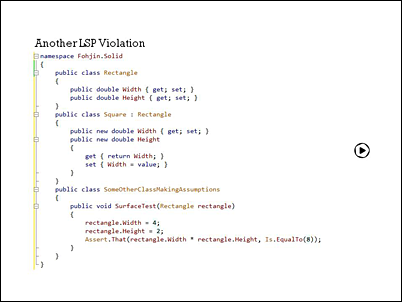 Another LSP Violation
namespace Fohjin.Solid
{
public class Rectangle
{
public double Width { get; set; }
public double Height { get; set; }
}
public class Square : Rectangle
{
public new double Width { get; set; }
public new double Height
{
get { return Width; }
set { Width = value; }
}
}
public class SomeOtherClassMakingAssumptions
{
public void SurfaceTest(Rectangle rectangle)
{
rectangle.Width = 4;
rectangle.Height = 2;
Assert.That(rectangle.Width * rectangle.Height, Is.EqualTo(8));
}
}
}